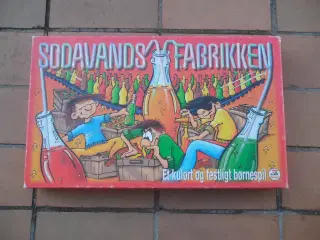 SODAVANDS FABRIKKEN
Et kulørt og festligt børnespil